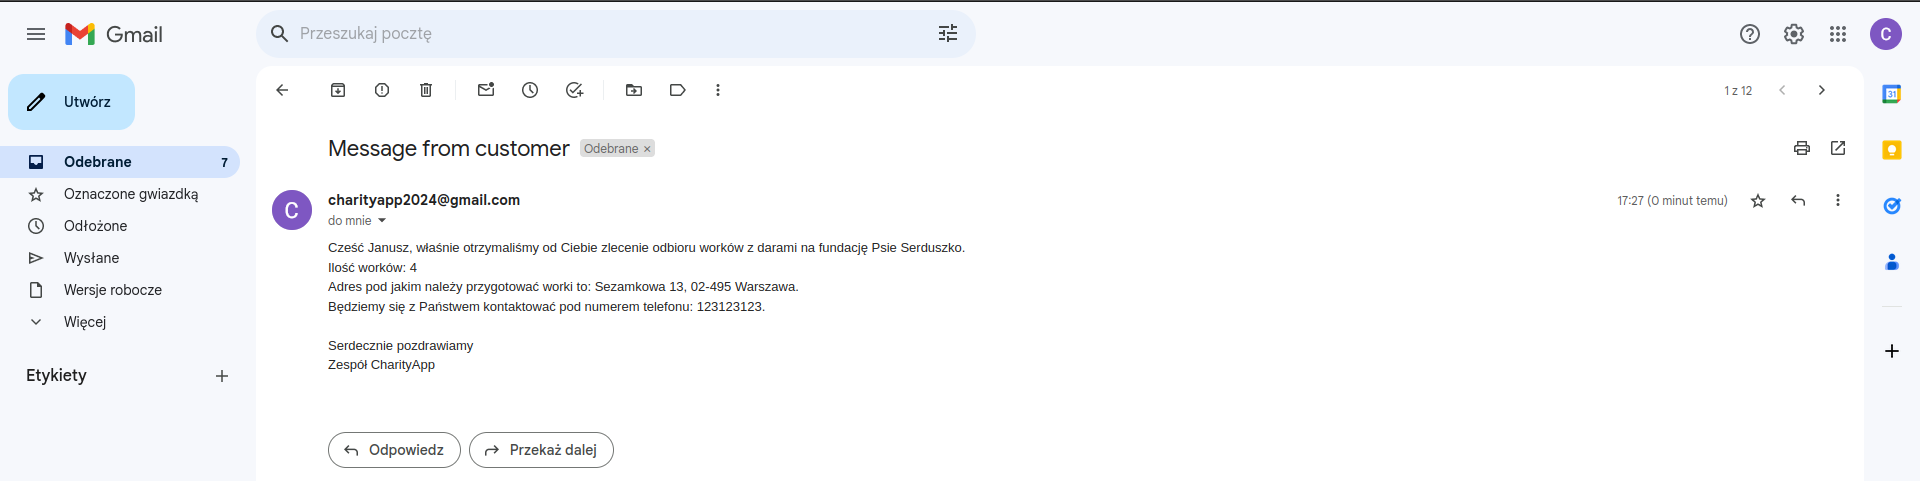 Gmail
Przeszukaj pocztę
C
Utwórz
Odebrane 7
Oznaczone gwiazdką
Odłożone
Wysłane
Wersje robocze
Więcej
Etykiety
1 z 12
Message from customer Odebrane ×
C
charityapp2024@gmail.com
17:27 (0 minut temu)
do mnie
Cześć Janusz, właśnie otrzymaliśmy od Ciebie zlecenie odbioru worków z darami na fundację Psie Serduszko.
Ilość worków: 4
Adres pod jakim należy przygotować worki to: Sezamkowa 13, 02-495 Warszawa.
Będziemy się z Państwem kontaktować pod numerem telefonu: 123123123.
Serdecznie pozdrawiamy
Zespół CharityApp
Odpowiedz
Przekaż dalej
31